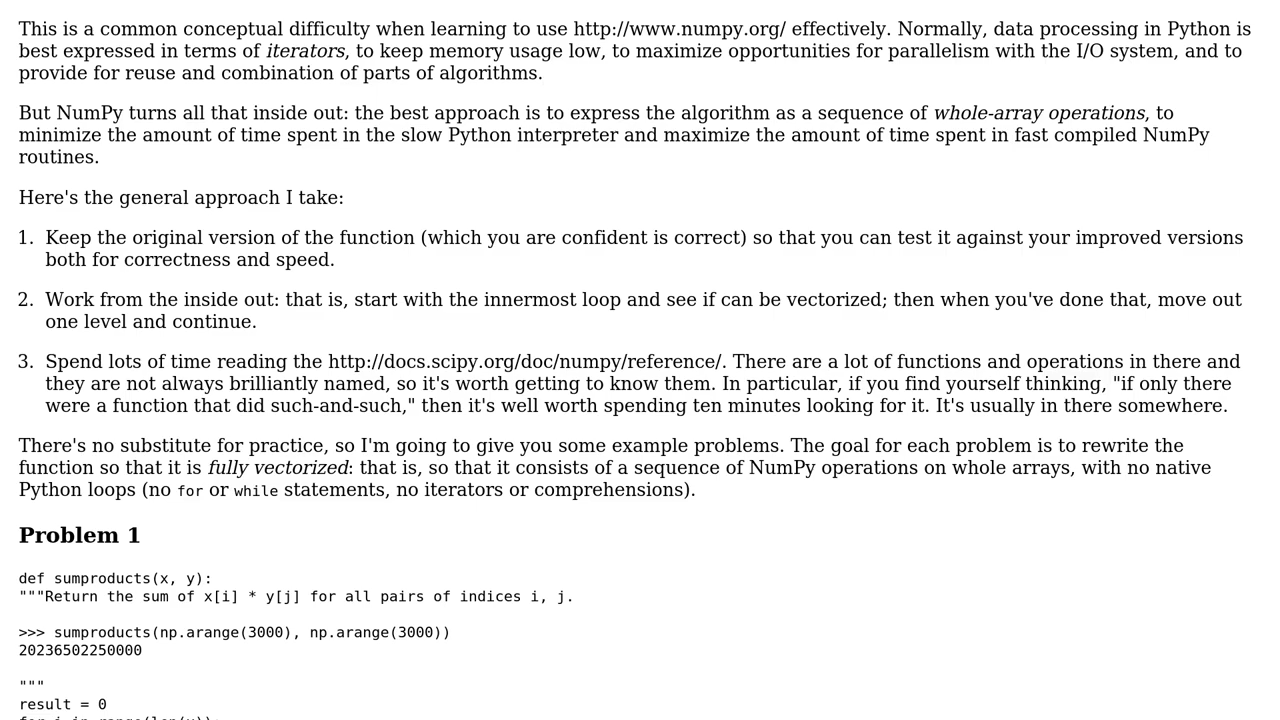 This is a common conceptual difficulty when learning to use http://www.numpy.org/ effectively. Normally, data processing in Python is
best expressed in terms of iterators, to keep memory usage low, to maximize opportunities for parallelism with the I/O system, and to
provide for reuse and combination of parts of algorithms.
But NumPy turns all that inside out: the best approach is to express the algorithm as a sequence of whole-array operations, to
minimize the amount of time spent in the slow Python interpreter and maximize the amount of time spent in fast compiled NumPy
routines.
Here's the general approach I take:
1. Keep the original version of the function (which you are confident is correct) so that you can test it against your improved versions
both for correctness and speed.
2. Work from the inside out: that is, start with the innermost loop and see if can be vectorized; then when you've done that, move out
one level and continue.
3. Spend lots of time reading the http://docs.scipy.org/doc/numpy/reference/. There are a lot of functions and operations in there and
they are not always brilliantly named, so it's worth getting to know them. In particular, if you find yourself thinking, "if only there
were a function that did such-and-such," then it's well worth spending ten minutes looking for it. It's usually in there somewhere.
There's no substitute for practice, so I'm going to give you some example problems. The goal for each problem is to rewrite the
function so that it is fully vectorized: that is, so that it consists of a sequence of NumPy operations on whole arrays, with no native
Python loops (no for or while statements, no iterators or comprehensions).
Problem 1
def sumproducts(x, y):
"""Return the sum of x[i] * y[j] for all pairs of indices i, j.
>>> sumproducts(np.arange(3000), np.arange(3000))
20236502250000
"""
result = 0
for i in range(len(x)):